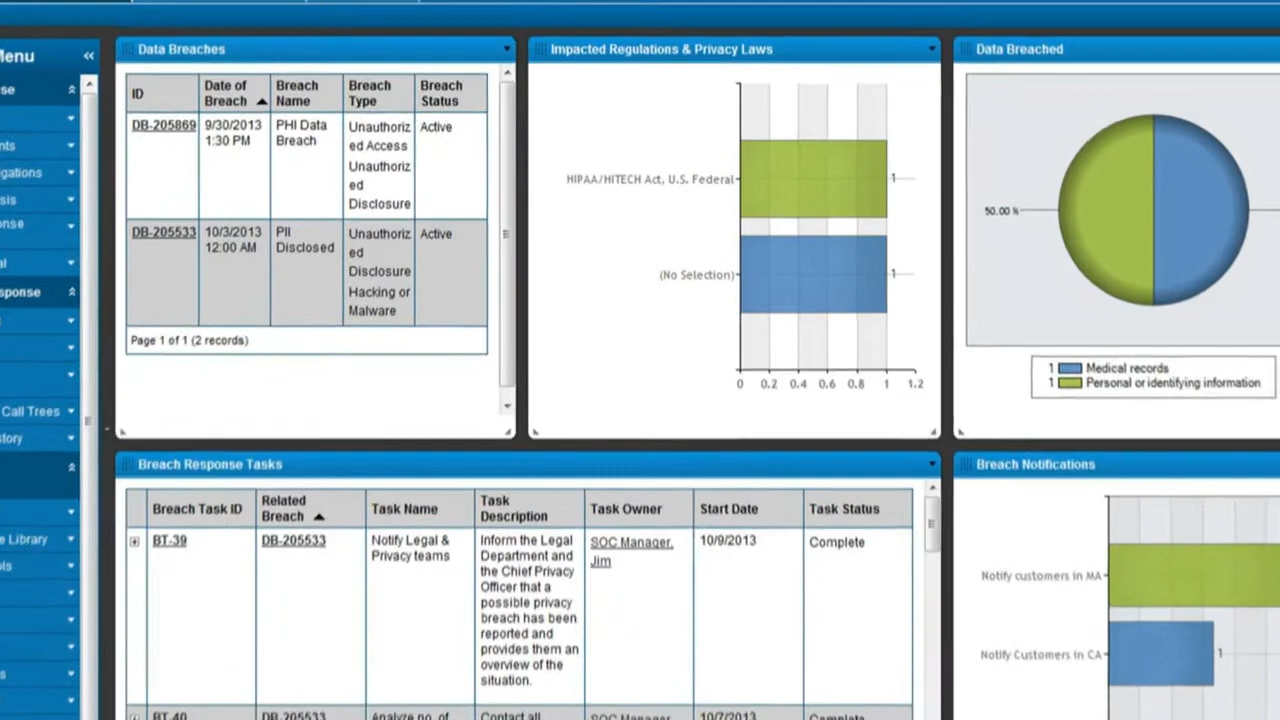 Menu
Data Breaches
ID
Date of
Breach
Breach
Name
Breach
Type
Breach
Status
DB-205869
9/30/2013
1:30 PM
PHI Data
Breach
Unauthoriz
ed Access
Unauthoriz
ed
Disclosure
Active
DB-205533
10/3/2013
12:00 AM
PII
Disclosed
Unauthoriz
ed
Disclosure
Hacking or
Malware
Active
Page 1 of 1 (2 records)
Impacted Regulations & Privacy Laws
HIPAA/HITECH Act, U.S. Federal
1
(No Selection)
1
0 0.2 0.4 0.6 0.8 1 1.2
Data Breached
50.00 %
1 Medical records
1 Personal or identifying information
Call Trees
Library
Breach Response Tasks
Breach Task ID
Related
Breach
Task Name
Task
Description
Task Owner
Start Date
Task Status
BT-39
DB-205533
Notify Legal &
Privacy teams
Inform the Legal
Department and
the Chief Privacy
Officer that a
possible privacy
breach has been
reported and
provides them an
overview of the
situation.
SOC Manager,
Jim
10/9/2013
Complete
BT-40
DB-205533
Analyze no. of
Contact all
SOC Manager,
10/7/2013
Complete
Breach Notifications
Notify customers in MA
Notify Customers in CA
1